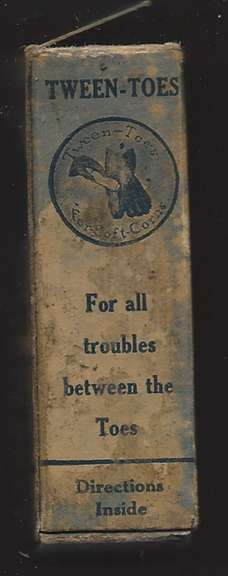 TWEEN-TOES
Tween-Toes
For Soft-Corns
For all
troubles
between the
Toes
Directions
Inside